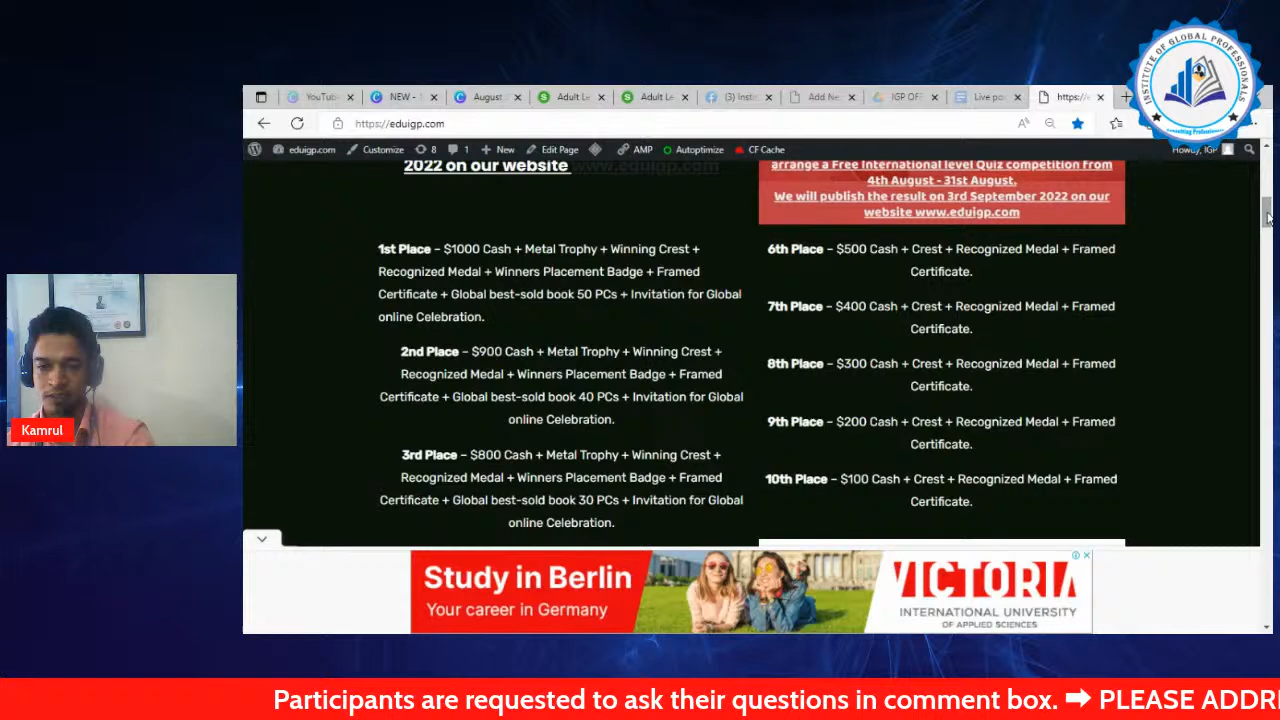 INSTITUTE OF GLOBAL PROFESSIONALS
Consulting Professionals
YouTub
NEW -
August
Adult Le
Adult Le
(3) Insta
Add Ne
IGP OFF
Live po
https://e
https://eduigp.com
eduigp.com
Customize
8
1
New
Edit Page
AMP
Autoptimize
CF Cache
Howdy, IGP
2022 on our website www.eduigp.com
1st Place – $1000 Cash + Metal Trophy + Winning Crest +
Recognized Medal + Winners Placement Badge + Framed
Certificate + Global best-sold book 50 PCs + Invitation for Global
online Celebration.
2nd Place – $900 Cash + Metal Trophy + Winning Crest +
Recognized Medal + Winners Placement Badge + Framed
Certificate + Global best-sold book 40 PCs + Invitation for Global
online Celebration.
3rd Place – $800 Cash + Metal Trophy + Winning Crest +
Recognized Medal + Winners Placement Badge + Framed
Certificate + Global best-sold book 30 PCs + Invitation for Global
online Celebration.
arrange a Free International level Quiz competition from
4th August - 31st August.
We will publish the result on 3rd September 2022 on our
website www.eduigp.com
6th Place – $500 Cash + Crest + Recognized Medal + Framed
Certificate.
7th Place – $400 Cash + Crest + Recognized Medal + Framed
Certificate.
8th Place – $300 Cash + Crest + Recognized Medal + Framed
Certificate.
9th Place – $200 Cash + Crest + Recognized Medal + Framed
Certificate.
10th Place – $100 Cash + Crest + Recognized Medal + Framed
Certificate.
Kamrul
Study in Berlin
Your career in Germany
VICTORIA
INTERNATIONAL UNIVERSITY
OF APPLIED SCIENCES
Participants are requested to ask their questions in comment box. ➡ PLEASE ADDR